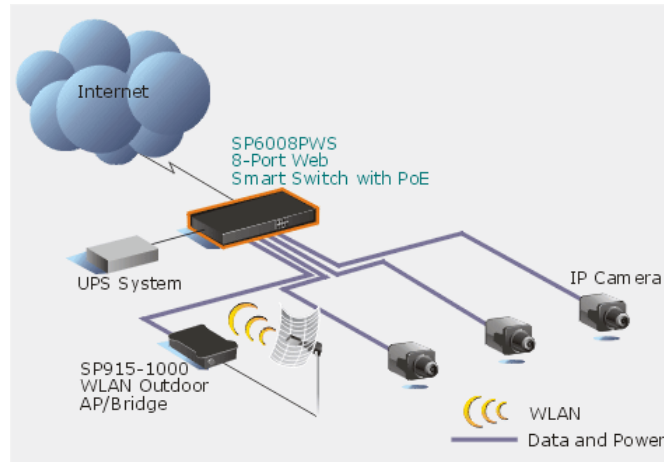 Internet
SP6008PWS
8-Port Web
Smart Switch with PoE
UPS System
IP Camera
SP915-1000
WLAN Outdoor
AP/Bridge
WLAN
Data and Power